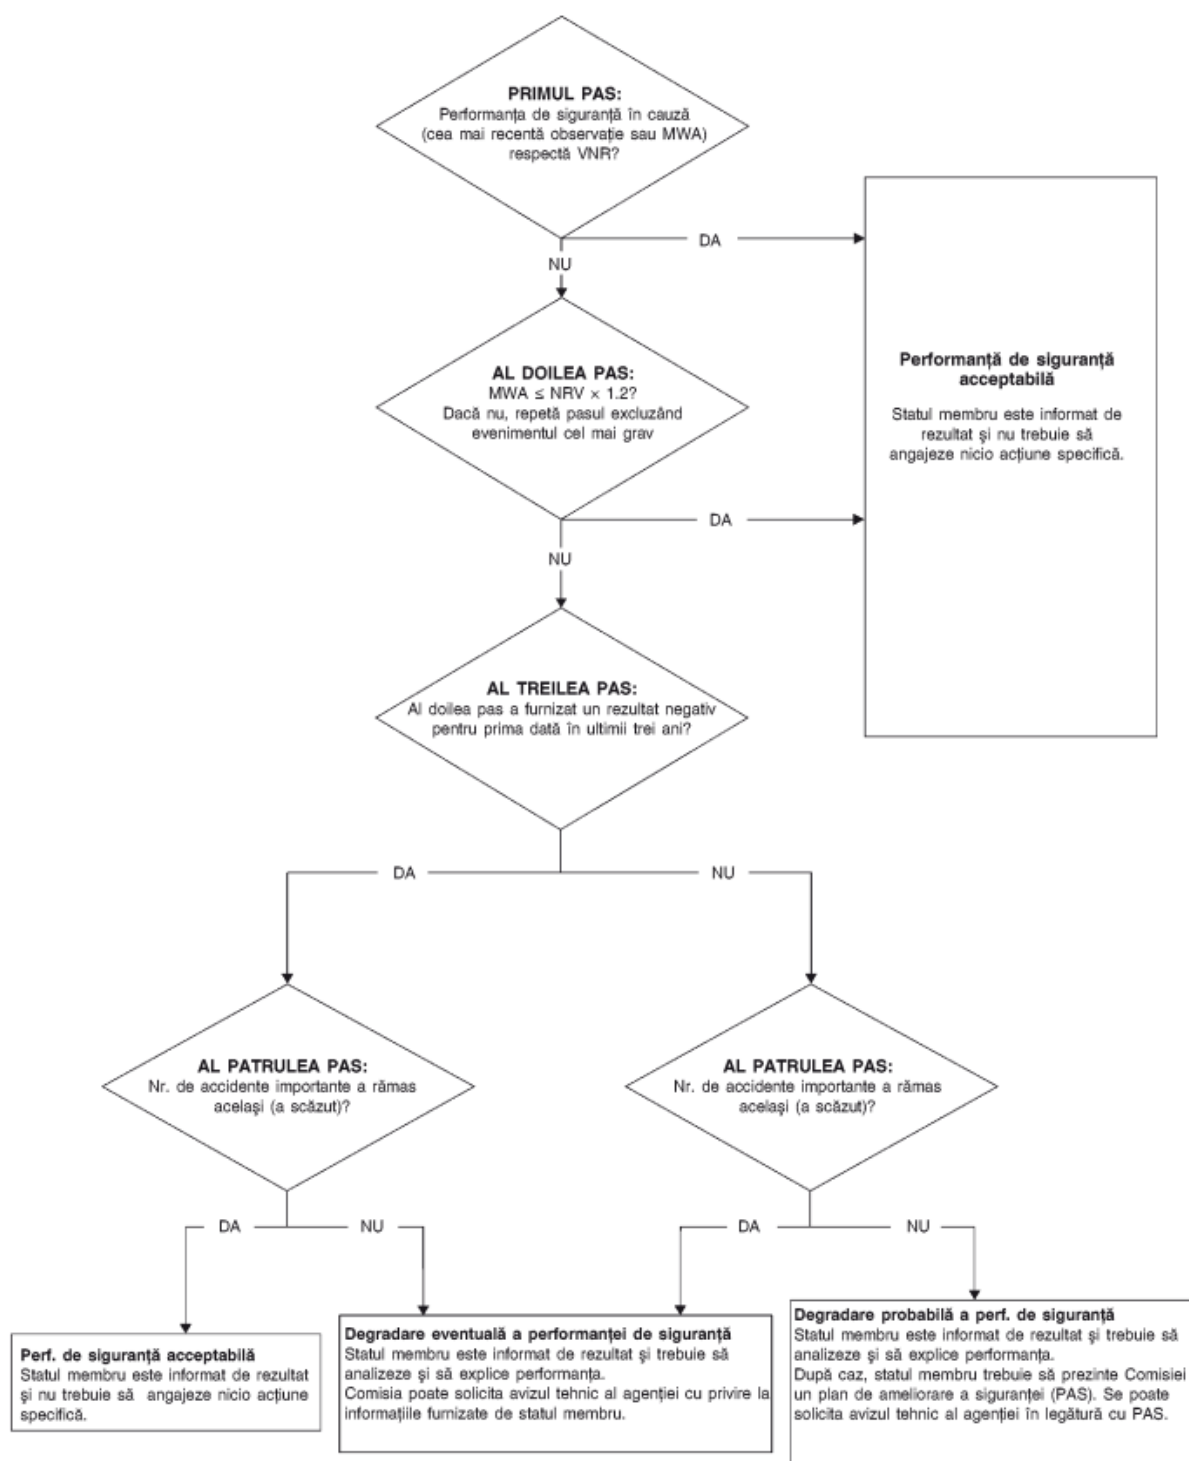 PRIMUL PAS:
Performanța de siguranță în cauză
(cea mai recentă observație sau MWA)
respectă VNR?
DA
NU
AL DOILEA PAS:
MWA ≤ NRV × 1.2?
Dacă nu, repetă pasul excluzând
evenimentul cel mai grav
Performanță de siguranță
acceptabilă
Statul membru este informat de
rezultat și nu trebuie să
angajeze nicio acțiune specifică.
DA
NU
AL TREILEA PAS:
Al doilea pas a furnizat un rezultat negativ
pentru prima dată în ultimii trei ani?
DA
NU
AL PATRULEA PAS:
Nr. de accidente importante a rămas
același (a scăzut)?
AL PATRULEA PAS:
Nr. de accidente importante a rămas
același (a scăzut)?
DA
NU
DA
NU
Perf. de siguranță acceptabilă
Statul membru este informat de rezultat
și nu trebuie să angajeze nicio acțiune
specifică.
Degradare eventuală a performanței de siguranță
Statul membru este informat de rezultat și trebuie să
analizeze și să explice performanța.
Comisia poate solicita avizul tehnic al agenției cu privire la
informațiile furnizate de statul membru.
Degradare probabilă a perf. de siguranță
Statul membru este informat de rezultat și trebuie să
analizeze și să explice performanța.
După caz, statul membru trebuie să prezinte Comisiei
un plan de ameliorare a siguranței (PAS). Se poate
solicita avizul tehnic al agenției în legătură cu PAS.